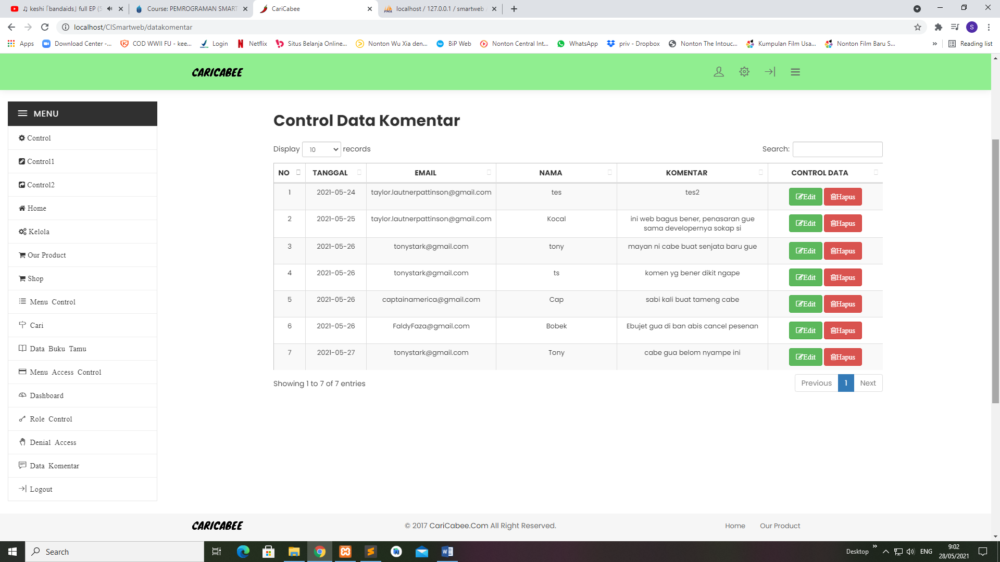 ♫ keshi「bandaids」full EP (
Course: PEMROGRAMAN SMART
CariCabee
localhost / 127.0.0.1 / smartweb
localhost/CISmartweb/datakomentar
S
Apps
Download Center -...
COD WWII FU - kee...
Login
Netflix
Situs Belanja Online...
Nonton Wu Xia den...
BiP Web
Nonton Central Int...
WhatsApp
priv - Dropbox
Nonton The Intouc...
Kumpulan Film Usa...
Nonton Film Baru S...
»
Reading list
CARICABEE
MENU
Control
Control1
Control2
Home
Kelola
Our Product
Shop
Menu Control
Cari
Data Buku Tamu
Menu Access Control
Dashboard
Role Control
Denial Access
Data Komentar
Logout
Control Data Komentar
Display 10 records
Search:
NO TANGGAL EMAIL NAMA KOMENTAR CONTROL DATA
1 2021-05-24 taylor.lautnerpattinson@gmail.com tes tes2 Edit Hapus
2 2021-05-25 taylor.lautnerpattinson@gmail.com Kocal ini web bagus bener, penasaran gue Edit Hapus
sama developernya sokap si
3 2021-05-26 tonystark@gmail.com tony mayan ni cabe buat senjata baru gue Edit Hapus
4 2021-05-26 tonystark@gmail.com ts komen yg bener dikit ngape Edit Hapus
5 2021-05-26 captainamerica@gmail.com Cap sabi kali buat tameng cabe Edit Hapus
6 2021-05-26 FaldyFaza@gmail.com Bobek Ebujet gua di ban abis cancel pesenan Edit Hapus
7 2021-05-27 tonystark@gmail.com Tony cabe gua belom nyampe ini Edit Hapus
Showing 1 to 7 of 7 entries
Previous 1 Next
CARICABEE
© 2017 CariCabee.Com All Right Reserved.
Home
Our Product
Search
Desktop
»
ENG
9:02
28/05/2021